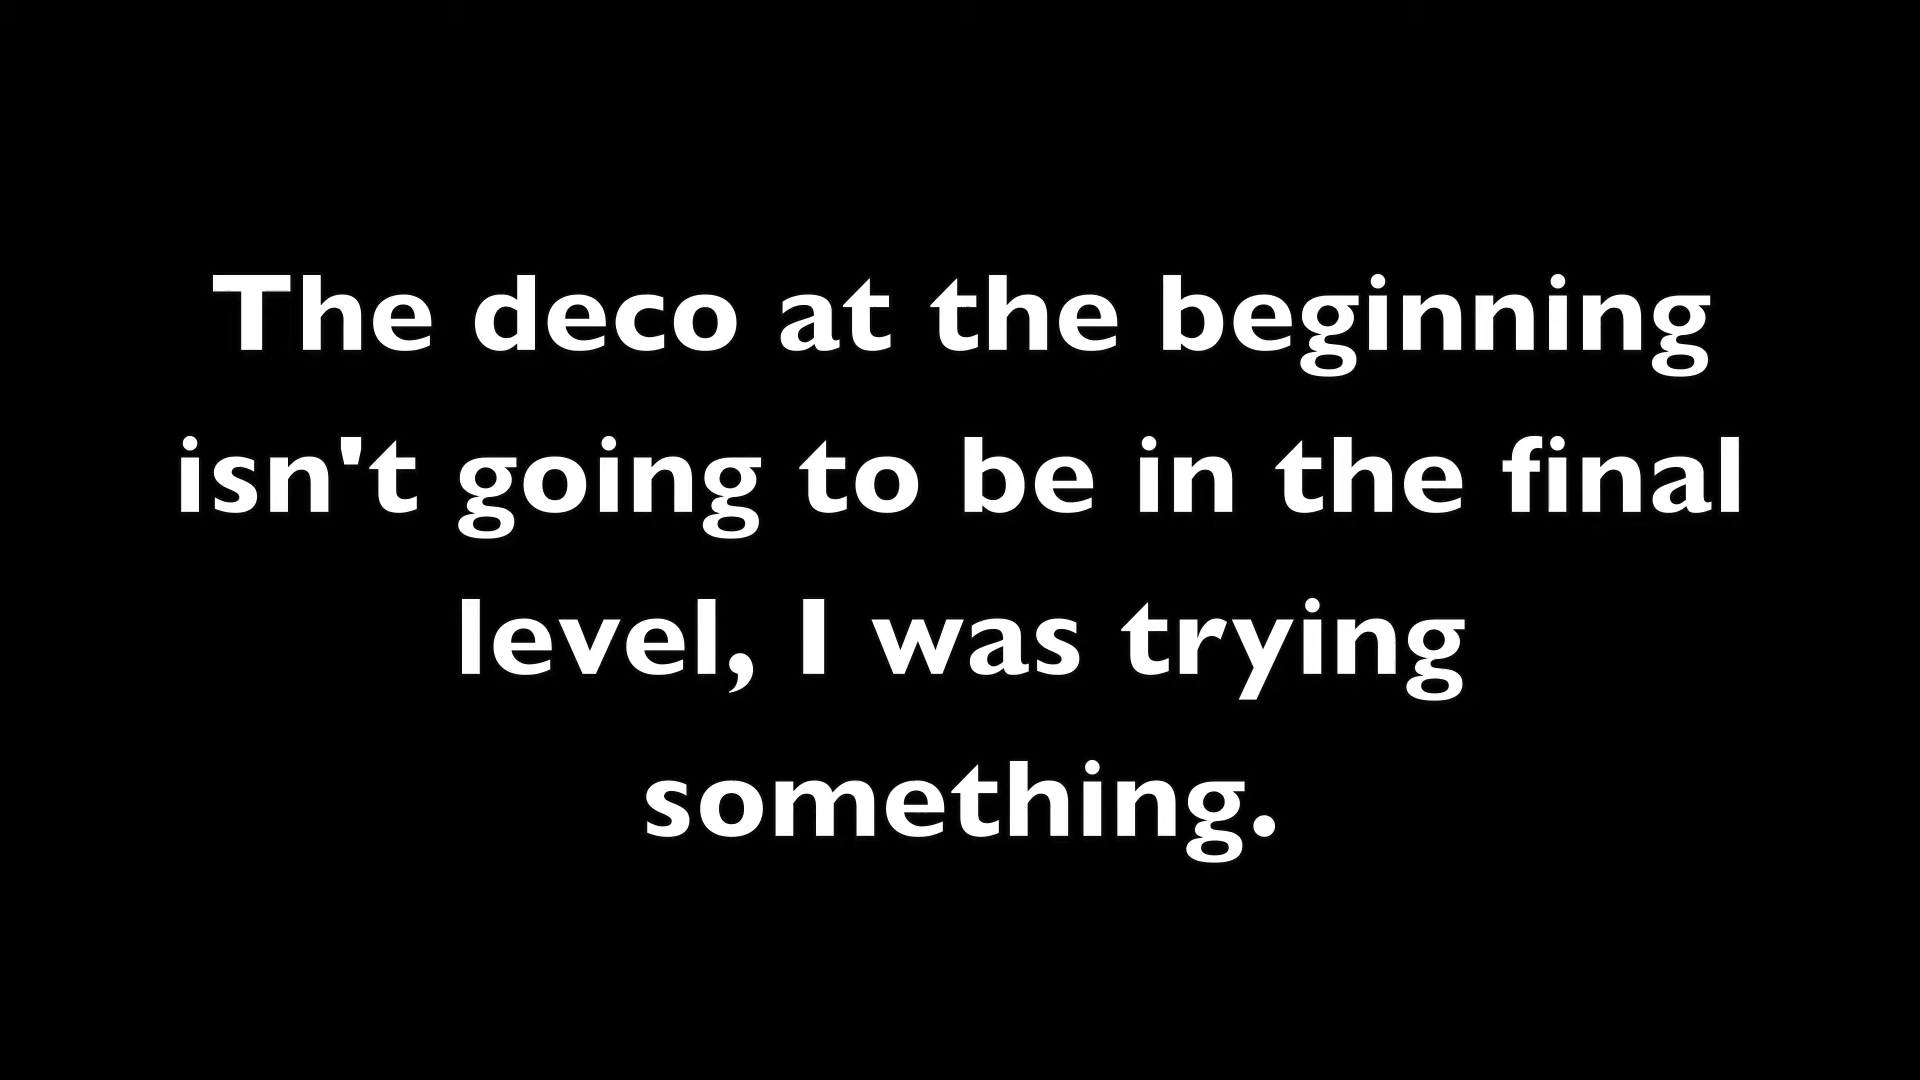 The deco at the beginning
isn't going to be in the final
level, I was trying
something.